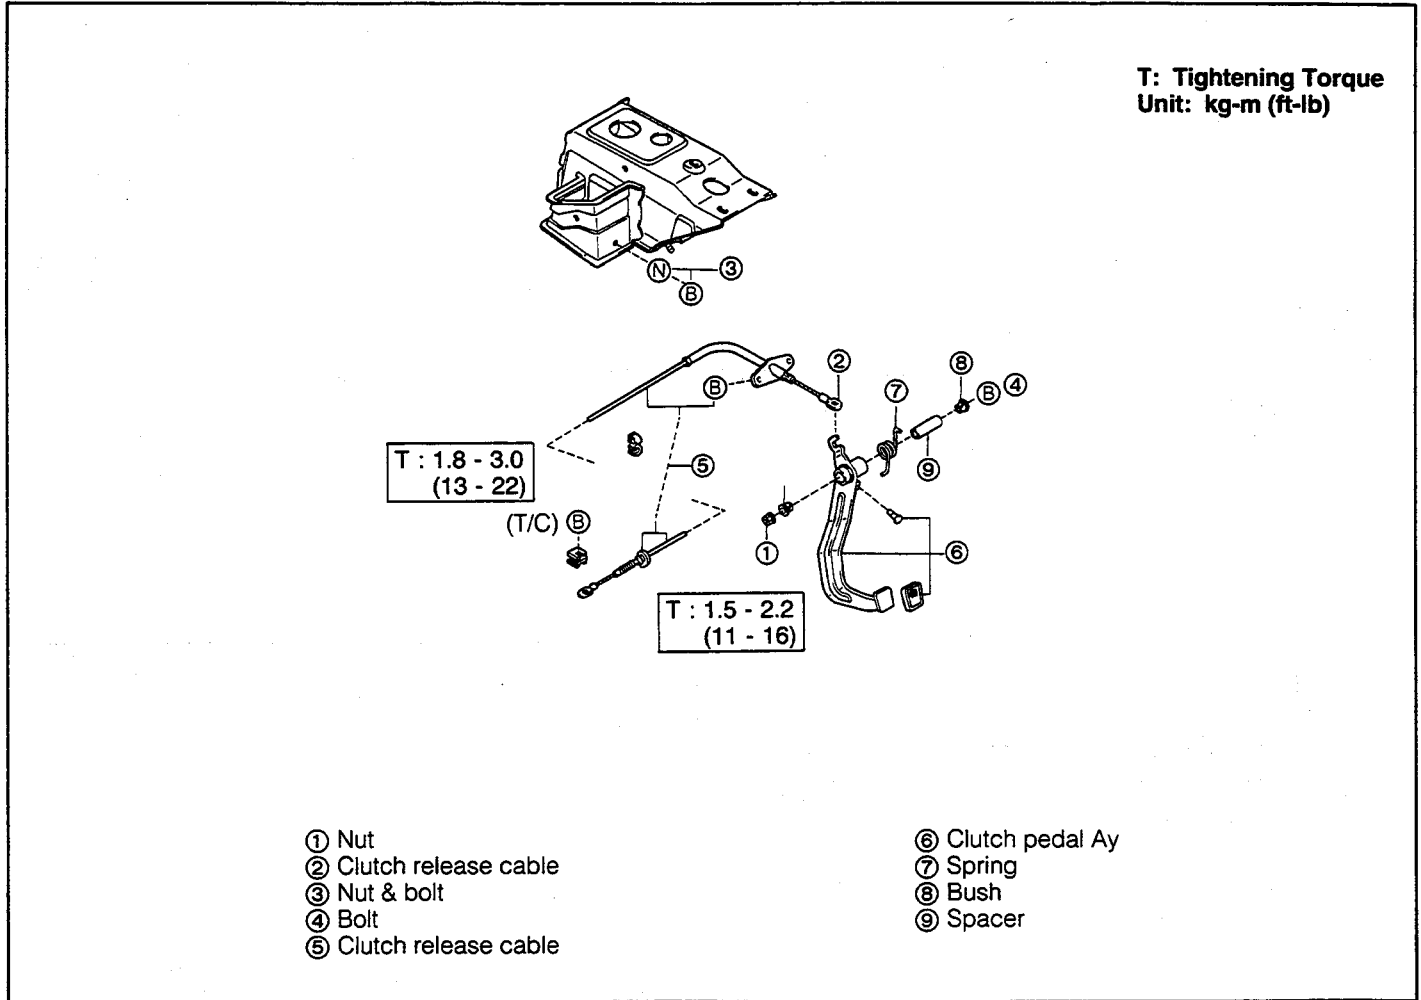 T: Tightening Torque
Unit: kg-m (ft-lb)
N
③
B
②
⑧
B
⑦
B ④
T : 1.8 - 3.0
(13 - 22)
⑤
⑨
(T/C) B
①
⑥
T : 1.5 - 2.2
(11 - 16)
① Nut
② Clutch release cable
③ Nut & bolt
④ Bolt
⑤ Clutch release cable
⑥ Clutch pedal Ay
⑦ Spring
⑧ Bush
⑨ Spacer